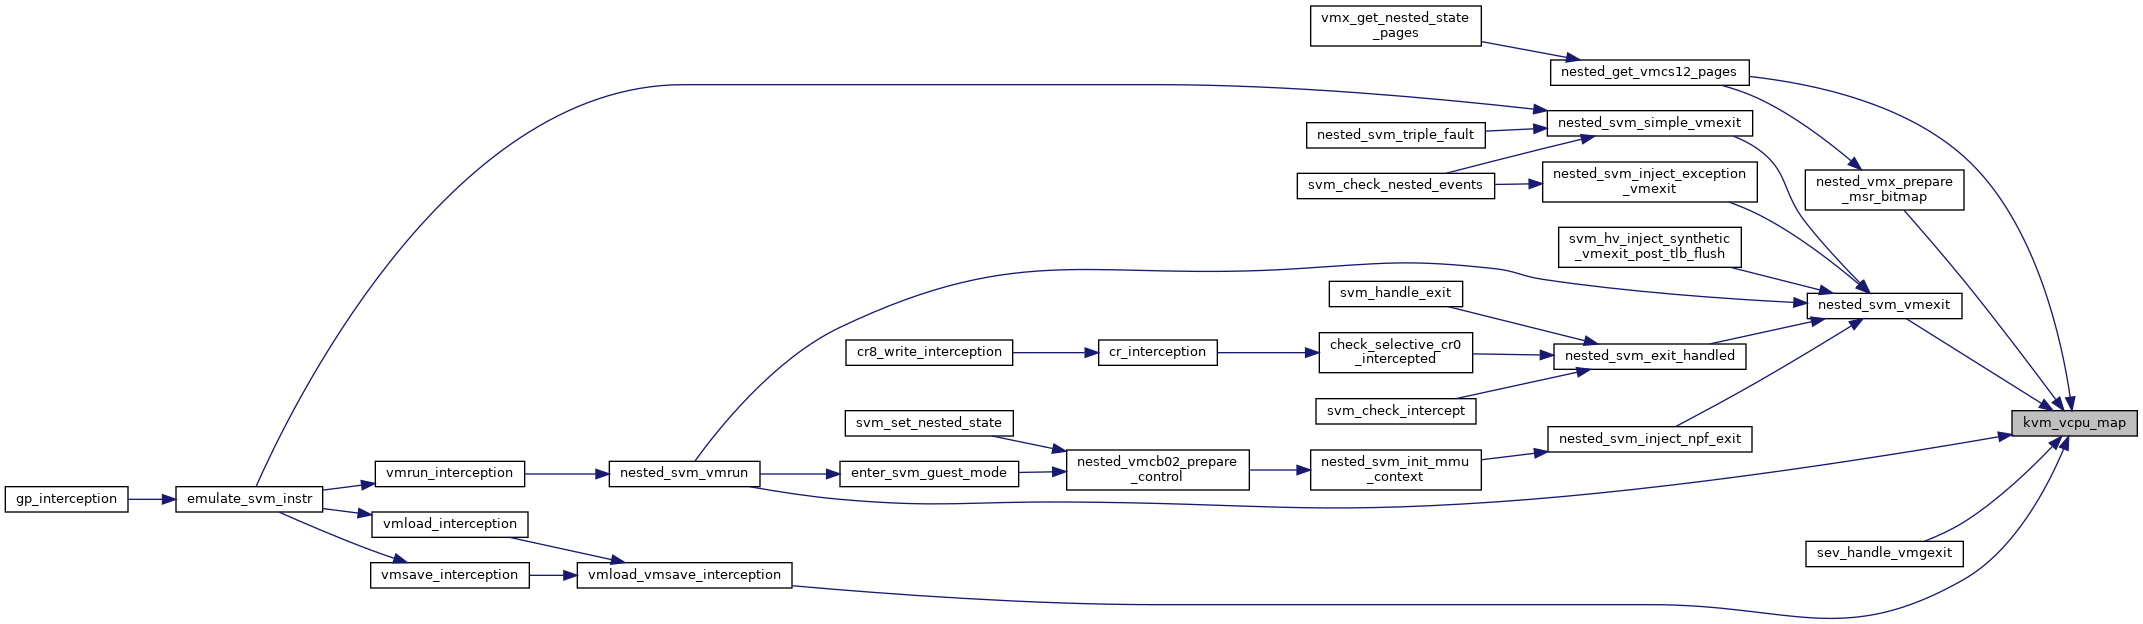 vmx_get_nested_state
_pages
nested_get_vmcs12_pages
nested_svm_simple_vmexit
nested_svm_triple_fault
svm_check_nested_events
nested_svm_inject_exception
_vmexit
nested_vmx_prepare
_msr_bitmap
svm_hv_inject_synthetic
_vmexit_post_tlb_flush
svm_handle_exit
nested_svm_vmexit
cr8_write_interception
cr_interception
check_selective_cr0
_intercepted
nested_svm_exit_handled
svm_check_intercept
svm_set_nested_state
kvm_vcpu_map
nested_svm_inject_npf_exit
vmrun_interception
nested_svm_vmrun
enter_svm_guest_mode
nested_vmcb02_prepare
_control
nested_svm_init_mmu
_context
gp_interception
emulate_svm_instr
vmload_interception
sev_handle_vmgexit
vmsave_interception
vmload_vmsave_interception